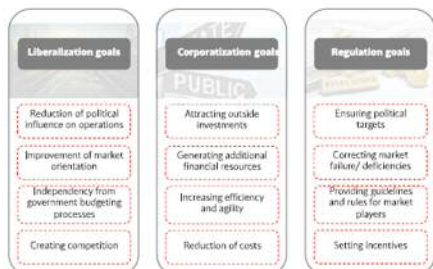 Liberalization goals
Reduction of political
influence on operations
Improvement of market
orientation
Independency from
government budgeting
processes
Creating competition
Corporatization goals
PUBLIC
Attracting outside
investments
Generating additional
financial resources
Increasing efficiency
and agility
Reduction of costs
Regulation goals
Ensuring political
targets
Correcting market
failure/ deficiencies
Providing guidelines
and rules for market
players
Setting incentives